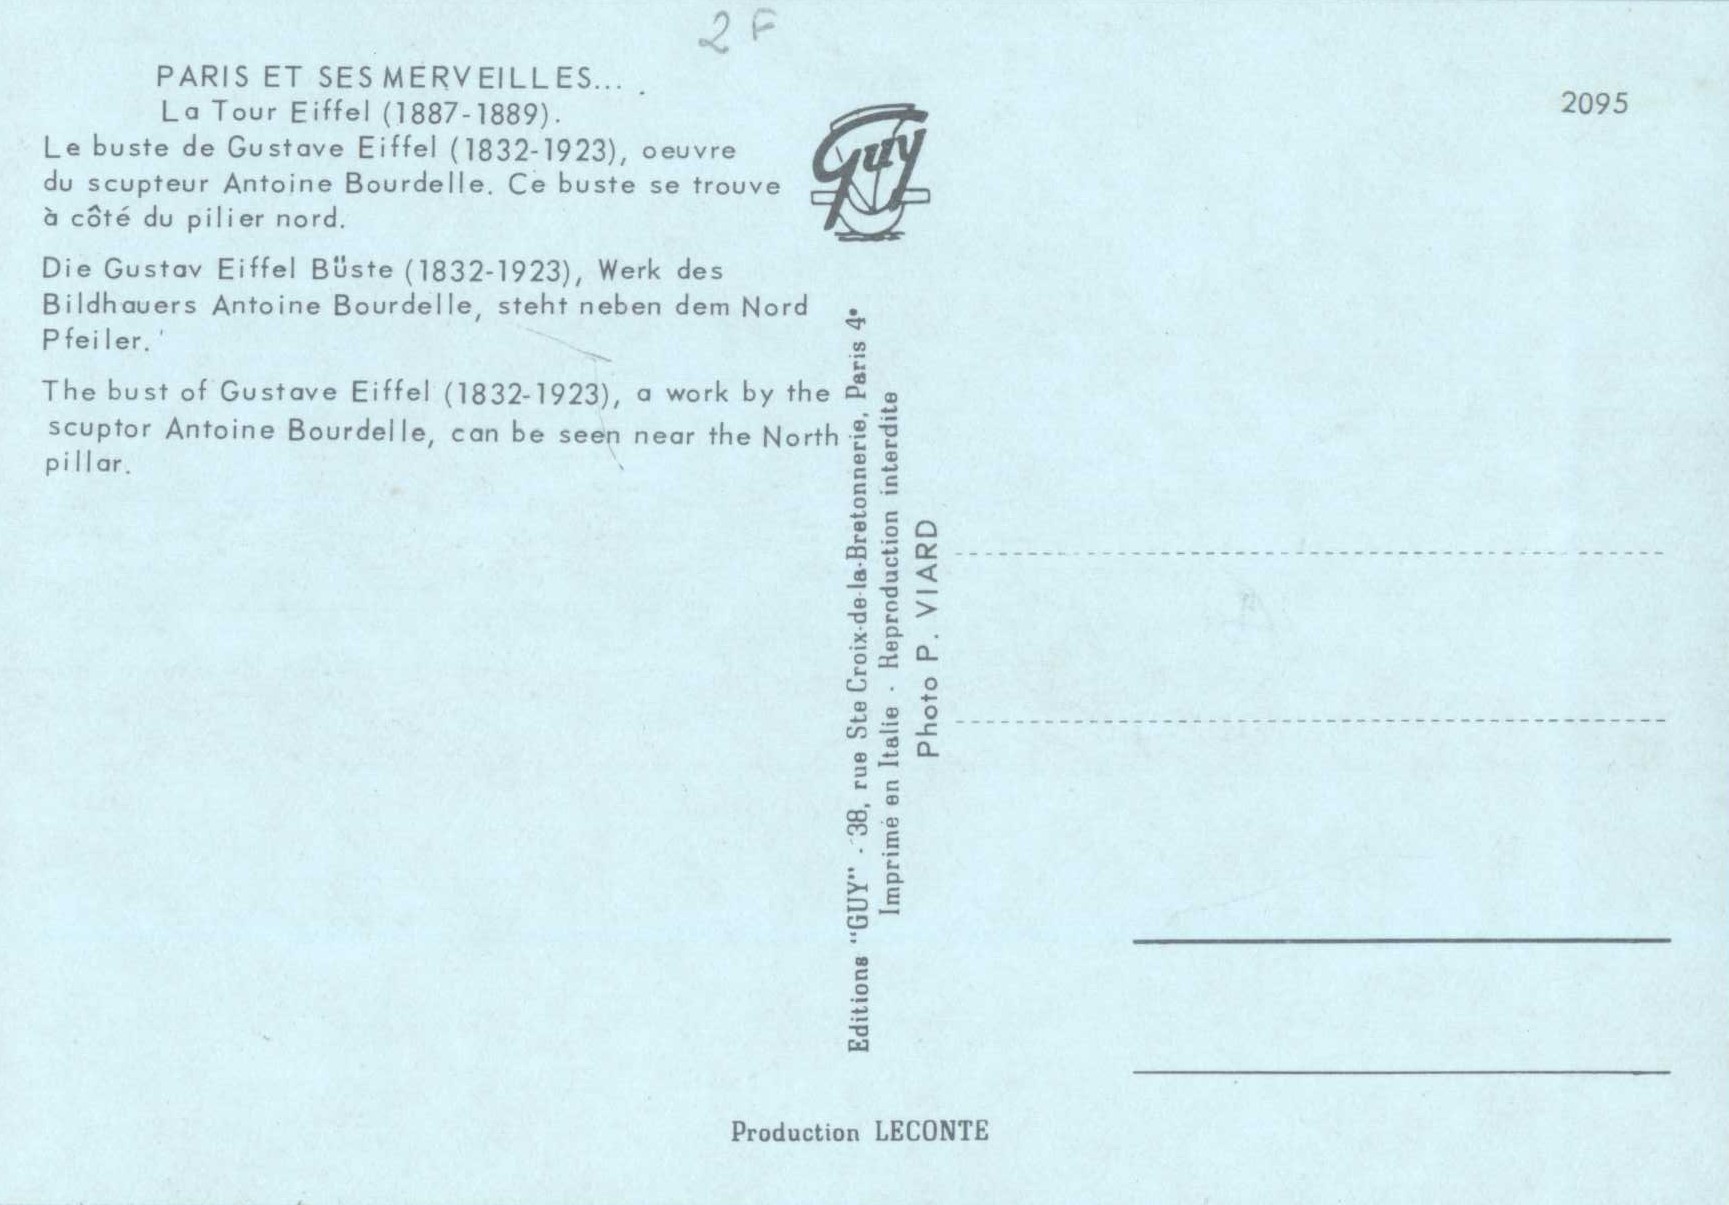 2 F
PARIS ET SES MERVEILLES...
La Tour Eiffel (1887-1889).
Le buste de Gustave Eiffel (1832-1923), oeuvre
du scupteur Antoine Bourdelle. Ce buste se trouve
à côté du pilier nord.
Die Gustav Eiffel Büste (1832-1923), Werk des
Bildhauers Antoine Bourdelle, steht neben dem Nord
Pfeiler.
The bust of Gustave Eiffel (1832-1923), a work by the
scuptor Antoine Bourdelle, can be seen near the North
pillar.
Guy
2095
Editions "GUY" - 38, rue Ste Croix-de-la-Bretonnerie, Paris 4e
Imprimé en Italie - Reproduction interdite
Photo P. VIARD
Production LECONTE